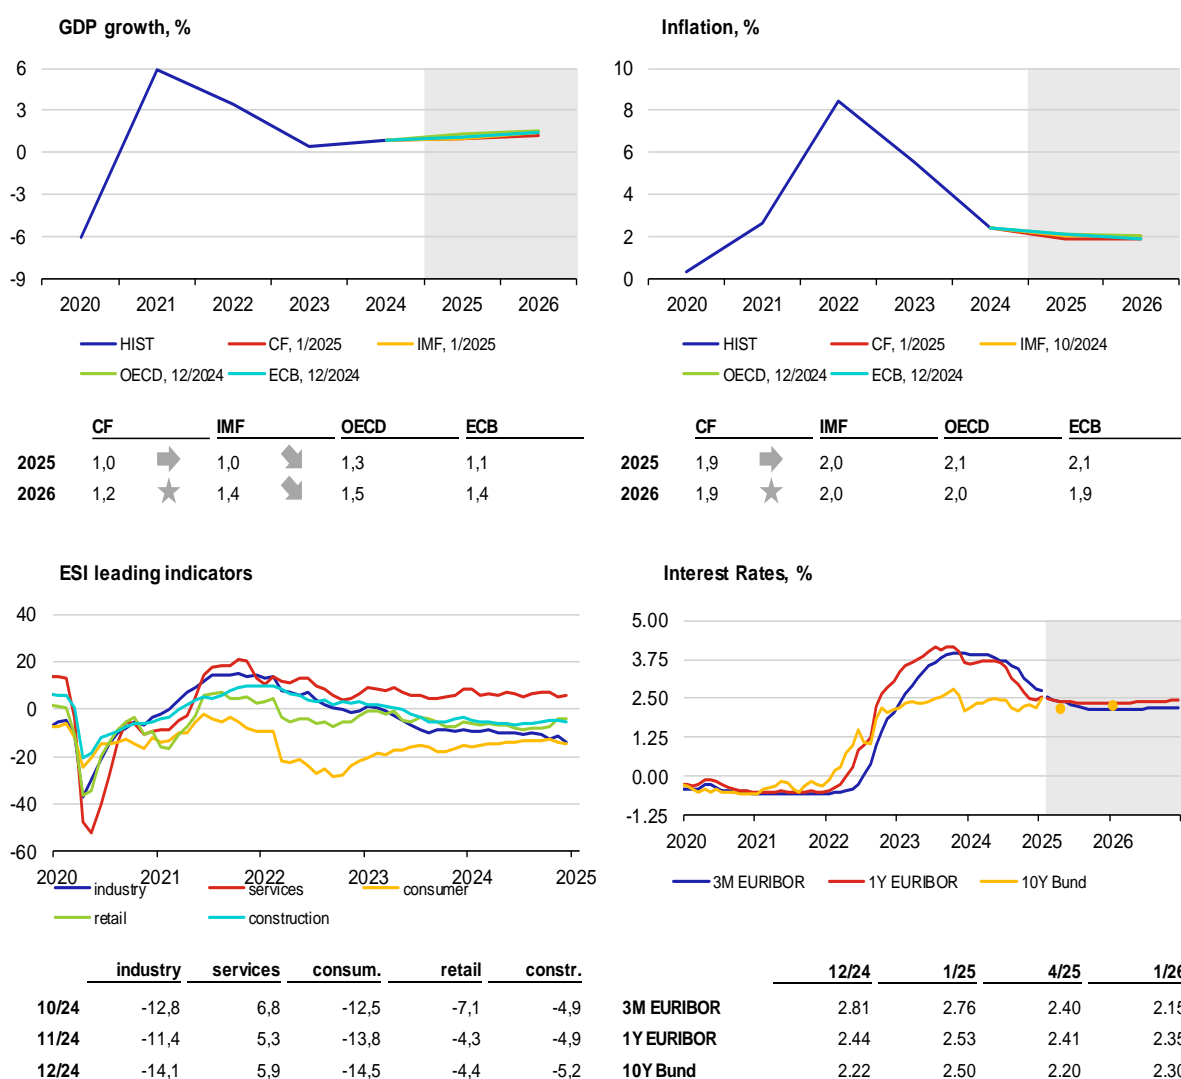 GDP growth, %
6
3
0
-3
-6
-9
2020 2021 2022 2023 2024 2025 2026
HIST CF, 1/2025 IMF, 1/2025
OECD, 12/2024 ECB, 12/2024
CF IMF OECD ECB
2025 1,0 1,0 1,3 1,1
2026 1,2 1,4 1,5 1,4
Inflation, %
10
8
6
4
2
0
2020 2021 2022 2023 2024 2025 2026
HIST CF, 1/2025 IMF, 10/2024
OECD, 12/2024 ECB, 12/2024
CF IMF OECD ECB
2025 1,9 2,0 2,1 2,1
2026 1,9 2,0 2,0 1,9
ESI leading indicators
40
20
0
-20
-40
-60
2020 2021 2022 2023 2024 2025
industry services consumer
retail construction
industry services consum. retail constr.
10/24 -12,8 6,8 -12,5 -7,1 -4,9
11/24 -11,4 5,3 -13,8 -4,3 -4,9
12/24 -14,1 5,9 -14,5 -4,4 -5,2
Interest Rates, %
5.00
3.75
2.50
1.25
0.00
-1.25
2020 2021 2022 2023 2024 2025 2026
3M EURIBOR 1Y EURIBOR 10Y Bund
12/24 1/25 4/25 1/26
3M EURIBOR 2.81 2.76 2.40 2.15
1Y EURIBOR 2.44 2.53 2.41 2.35
10Y Bund 2.22 2.50 2.20 2.30